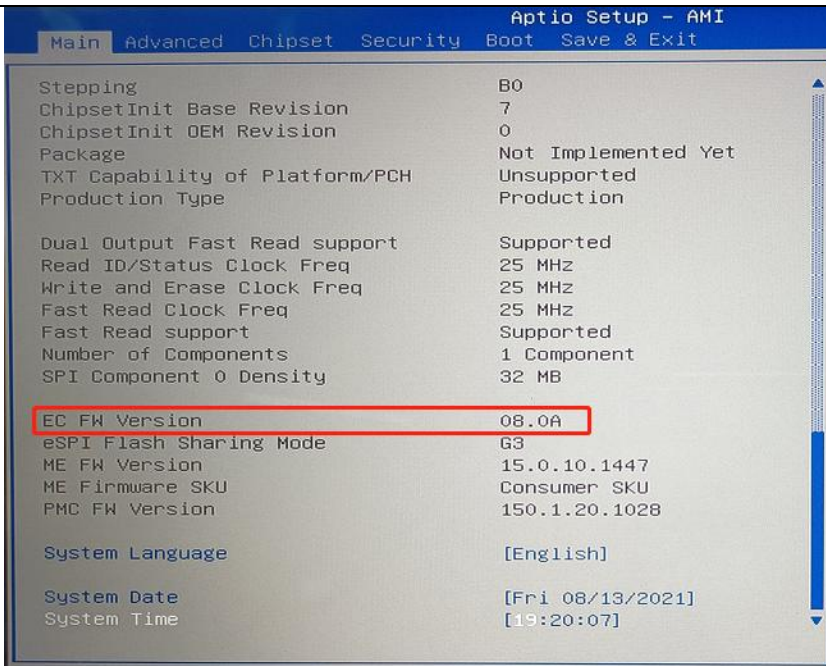 Aptio Setup – AMI
Main Advanced Chipset Security Boot Save & Exit
Stepping B0
ChipsetInit Base Revision 7
ChipsetInit OEM Revision 0
Package Not Implemented Yet
TXT Capability of Platform/PCH Unsupported
Production Type Production
Dual Output Fast Read support Supported
Read ID/Status Clock Freq 25 MHz
Write and Erase Clock Freq 25 MHz
Fast Read Clock Freq 25 MHz
Fast Read support Supported
Number of Components 1 Component
SPI Component 0 Density 32 MB
EC FW Version 08.0A
eSPI Flash Sharing Mode G3
ME FW Version 15.0.10.1447
ME Firmware SKU Consumer SKU
PMC FW Version 150.1.20.1028
System Language [English]
System Date [Fri 08/13/2021]
System Time [19:20:07]